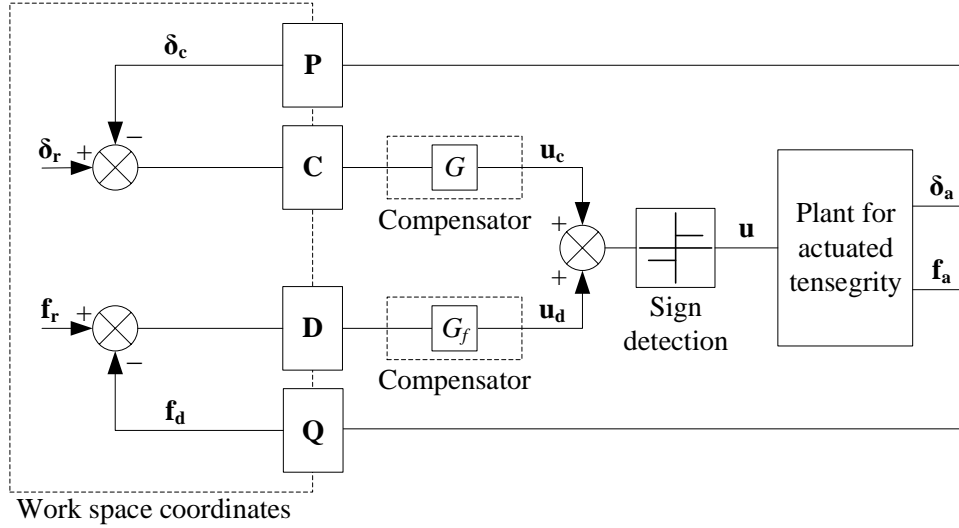 δc
P
δr
+
−
C
G
uc
Compensator
+
+
u
Sign
detection
Plant for
actuated
tensegrity
δa
fa
fr
+
−
D
Gf
ud
Compensator
fd
Q
Work space coordinates